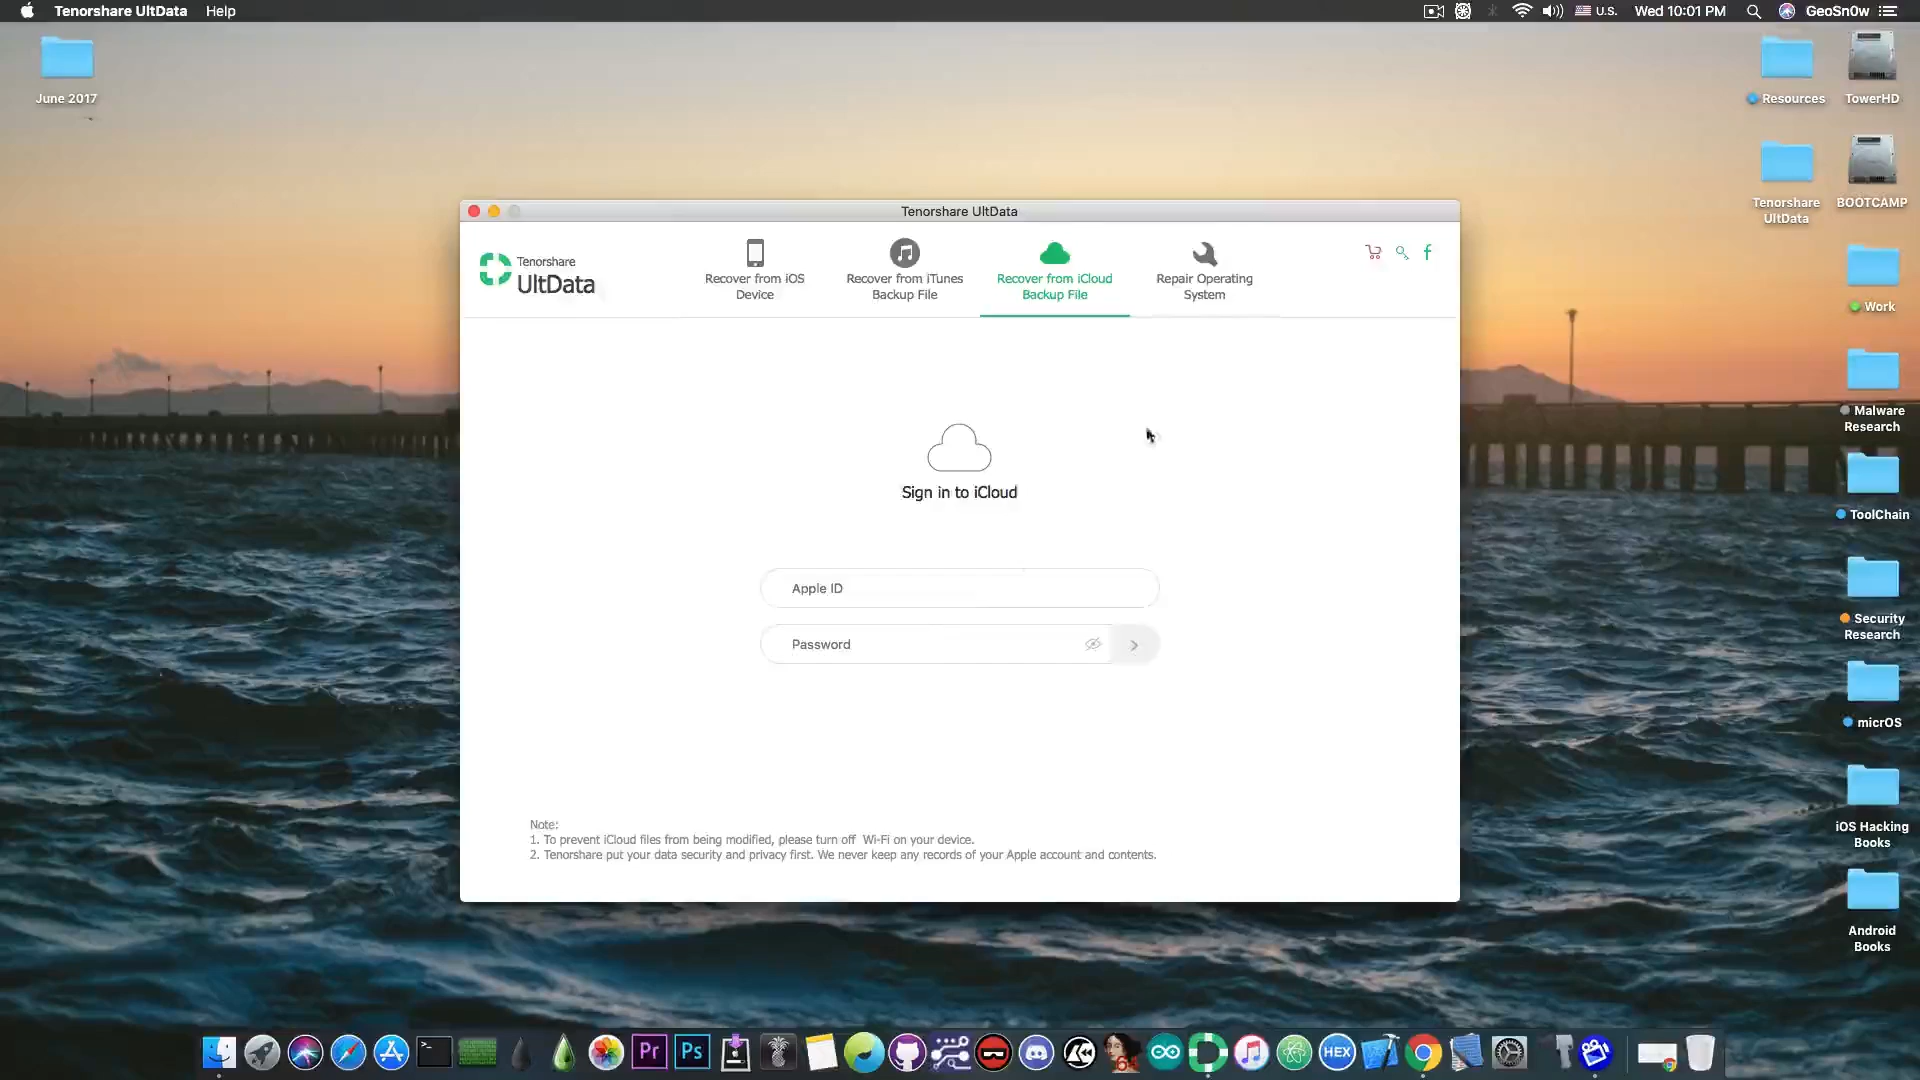 Tenorshare UltData Help
U.S. Wed 10:01 PM GeoSn0w
June 2017
Resources
TowerHD
Tenorshare
UltData
BOOTCAMP
Work
Malware
Research
ToolChain
Security
Research
micrOS
iOS Hacking
Books
Android
Books
Tenorshare UltData
Tenorshare
UltData
Recover from iOS
Device
Recover from iTunes
Backup File
Recover from iCloud
Backup File
Repair Operating
System
Sign in to iCloud
Apple ID
Password
Note:
1. To prevent iCloud files from being modified, please turn off Wi-Fi on your device.
2. Tenorshare put your data security and privacy first. We never keep any records of your Apple account and contents.
Pr
Ps
64
HEX